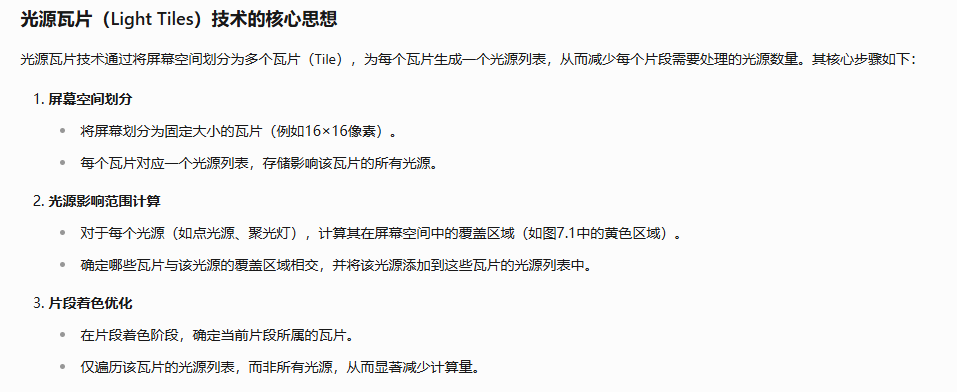 光源瓦片（Light Tiles）技术的核心思想
光源瓦片技术通过将屏幕空间划分为多个瓦片（Tile），为每个瓦片生成一个光源列表，从而减少每个片段需要处理的光源数量。其核心步骤如下：
1. 屏幕空间划分
• 将屏幕划分为固定大小的瓦片（例如16×16像素）。
• 每个瓦片对应一个光源列表，存储影响该瓦片的所有光源。
2. 光源影响范围计算
• 对于每个光源（如点光源、聚光灯），计算其在屏幕空间中的覆盖区域（如图7.1中的黄色区域）。
• 确定哪些瓦片与该光源的覆盖区域相交，并将该光源添加到这些瓦片的光源列表中。
3. 片段着色优化
• 在片段着色阶段，确定当前片段所属的瓦片。
• 仅遍历该瓦片的光源列表，而非所有光源，从而显著减少计算量。